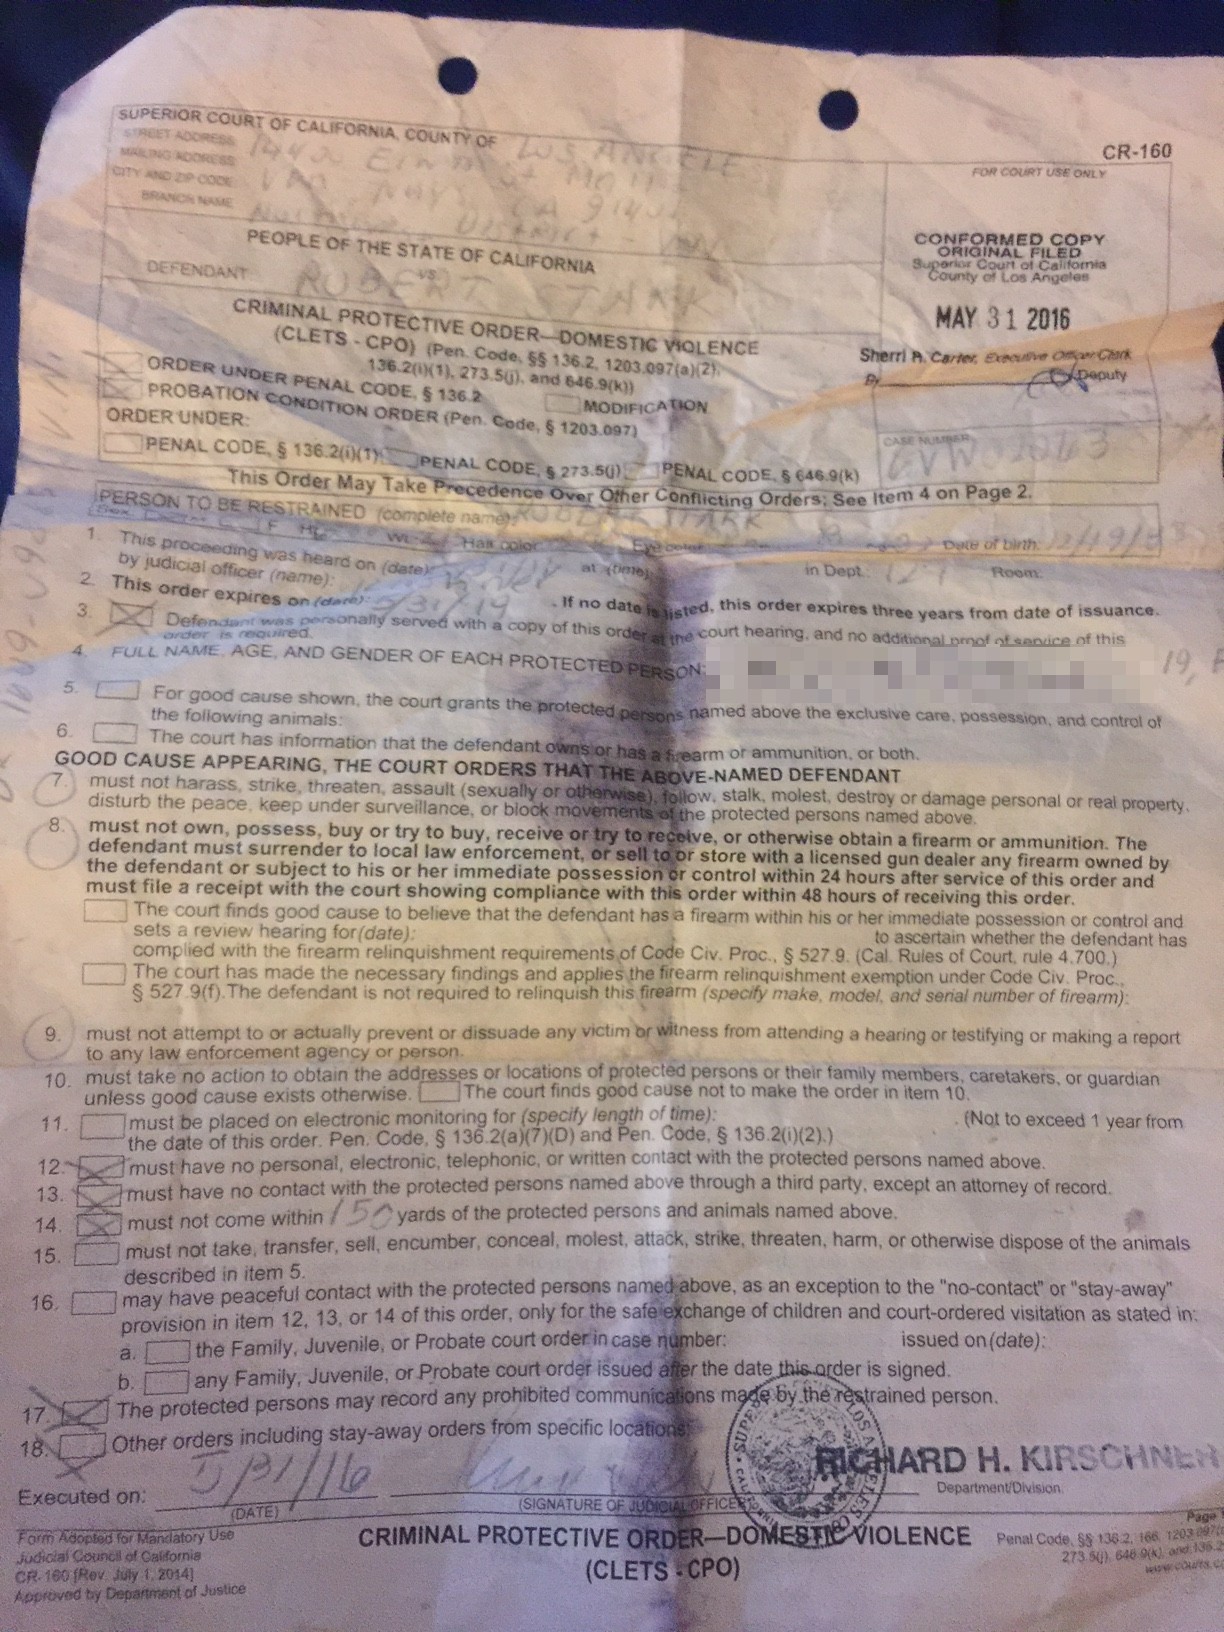 CR-160
SUPERIOR COURT OF CALIFORNIA, COUNTY OF LOS ANGELES
STREET ADDRESS:
MAILING ADDRESS:
CITY AND ZIP CODE: VAN NUYS, CA
BRANCH NAME:
FOR COURT USE ONLY
CONFORMED COPY
ORIGINAL FILED
Superior Court of California
County of Los Angeles
MAY 31 2016
Sherri R. Carter, Executive Officer/Clerk
By Deputy
PEOPLE OF THE STATE OF CALIFORNIA
vs.
DEFENDANT ROBERT STARK
CRIMINAL PROTECTIVE ORDER—DOMESTIC VIOLENCE
(CLETS - CPO) (Pen. Code, §§ 136.2, 1203.097(a)(2),
136.2(i)(1), 273.5(j), and 646.9(k))
ORDER UNDER PENAL CODE, § 136.2
MODIFICATION
PROBATION CONDITION ORDER (Pen. Code, § 1203.097)
ORDER UNDER:
PENAL CODE, § 136.2(i)(1) PENAL CODE, § 273.5(j) PENAL CODE, § 646.9(k)
CASE NUMBER
This Order May Take Precedence Over Other Conflicting Orders; See Item 4 on Page 2.
PERSON TO BE RESTRAINED (complete name): ROBERT STARK
F Wt. Hair color Eye color Date of birth:
1. This proceeding was heard on (date): at (time): in Dept.: Room:
by judicial officer (name):
2. This order expires on (date): 5/31/19 . If no date is listed, this order expires three years from date of issuance.
3. Defendant was personally served with a copy of this order at the court hearing, and no additional proof of service of this
order is required.
4. FULL NAME, AGE, AND GENDER OF EACH PROTECTED PERSON: 19, F
5. For good cause shown, the court grants the protected persons named above the exclusive care, possession, and control of
the following animals:
6. The court has information that the defendant owns or has a firearm or ammunition, or both.
GOOD CAUSE APPEARING, THE COURT ORDERS THAT THE ABOVE-NAMED DEFENDANT
7. must not harass, strike, threaten, assault (sexually or otherwise), follow, stalk, molest, destroy or damage personal or real property,
disturb the peace, keep under surveillance, or block movements of the protected persons named above.
8. must not own, possess, buy or try to buy, receive or try to receive, or otherwise obtain a firearm or ammunition. The
defendant must surrender to local law enforcement, or sell to or store with a licensed gun dealer any firearm owned by
the defendant or subject to his or her immediate possession or control within 24 hours after service of this order and
must file a receipt with the court showing compliance with this order within 48 hours of receiving this order.
The court finds good cause to believe that the defendant has a firearm within his or her immediate possession or control and
sets a review hearing for (date): to ascertain whether the defendant has
complied with the firearm relinquishment requirements of Code Civ. Proc., § 527.9. (Cal. Rules of Court, rule 4.700.)
The court has made the necessary findings and applies the firearm relinquishment exemption under Code Civ. Proc.,
§ 527.9(f). The defendant is not required to relinquish this firearm (specify make, model, and serial number of firearm):
9. must not attempt to or actually prevent or dissuade any victim or witness from attending a hearing or testifying or making a report
to any law enforcement agency or person.
10. must take no action to obtain the addresses or locations of protected persons or their family members, caretakers, or guardian
unless good cause exists otherwise. The court finds good cause not to make the order in item 10.
11. must be placed on electronic monitoring for (specify length of time): . (Not to exceed 1 year from
the date of this order. Pen. Code, § 136.2(a)(7)(D) and Pen. Code, § 136.2(i)(2).)
12. must have no personal, electronic, telephonic, or written contact with the protected persons named above.
13. must have no contact with the protected persons named above through a third party, except an attorney of record.
14. must not come within 150 yards of the protected persons and animals named above.
15. must not take, transfer, sell, encumber, conceal, molest, attack, strike, threaten, harm, or otherwise dispose of the animals
described in item 5.
16. may have peaceful contact with the protected persons named above, as an exception to the "no-contact" or "stay-away"
provision in item 12, 13, or 14 of this order, only for the safe exchange of children and court-ordered visitation as stated in:
a. the Family, Juvenile, or Probate court order in case number: issued on (date):
b. any Family, Juvenile, or Probate court order issued after the date this order is signed.
17. The protected persons may record any prohibited communications made by the restrained person.
18. Other orders including stay-away orders from specific locations:
Executed on: 5/31/16
(DATE)
(SIGNATURE OF JUDICIAL OFFICER)
RICHARD H. KIRSCHNER
Department/Division:
Form Adopted for Mandatory Use
Judicial Council of California
CR-160 [Rev. July 1, 2014]
Approved by Department of Justice
CRIMINAL PROTECTIVE ORDER—DOMESTIC VIOLENCE
(CLETS - CPO)
Page
Penal Code, §§ 136.2, 166, 1203.097
273.5(j), 646.9(k), and 136.2